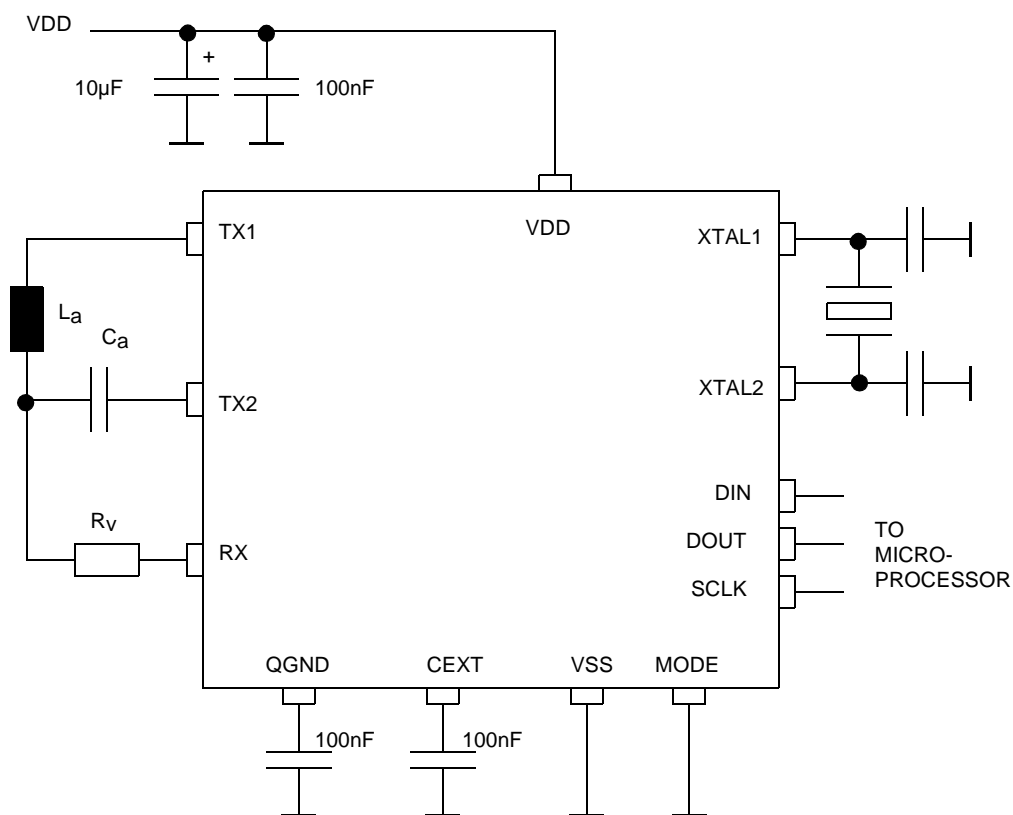 VDD
+
10µF
100nF
TX1
VDD
XTAL1
La
Ca
TX2
XTAL2
DIN
Rv
RX
DOUT
TO
MICRO-
PROCESSOR
SCLK
QGND
CEXT
VSS
MODE
100nF
100nF